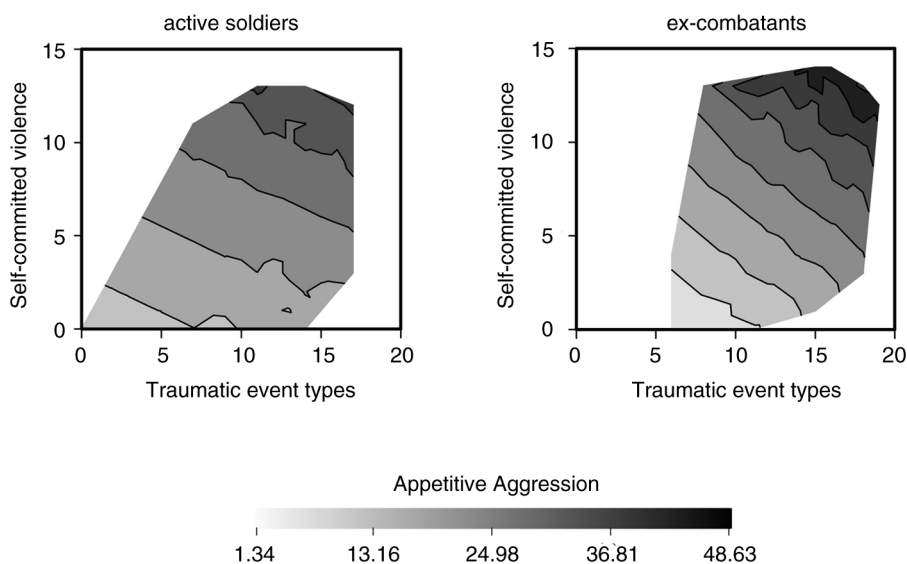 active soldiers
ex-combatants
Self-committed violence
15
10
5
0
0 5 10 15 20
Traumatic event types
Self-committed violence
15
10
5
0
0 5 10 15 20
Traumatic event types
Appetitive Aggression
1.34 13.16 24.98 36.81 48.63